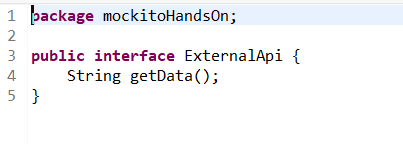 1 package mockitoHandsOn;
2
3 public interface ExternalApi {
4     String getData();
5 }